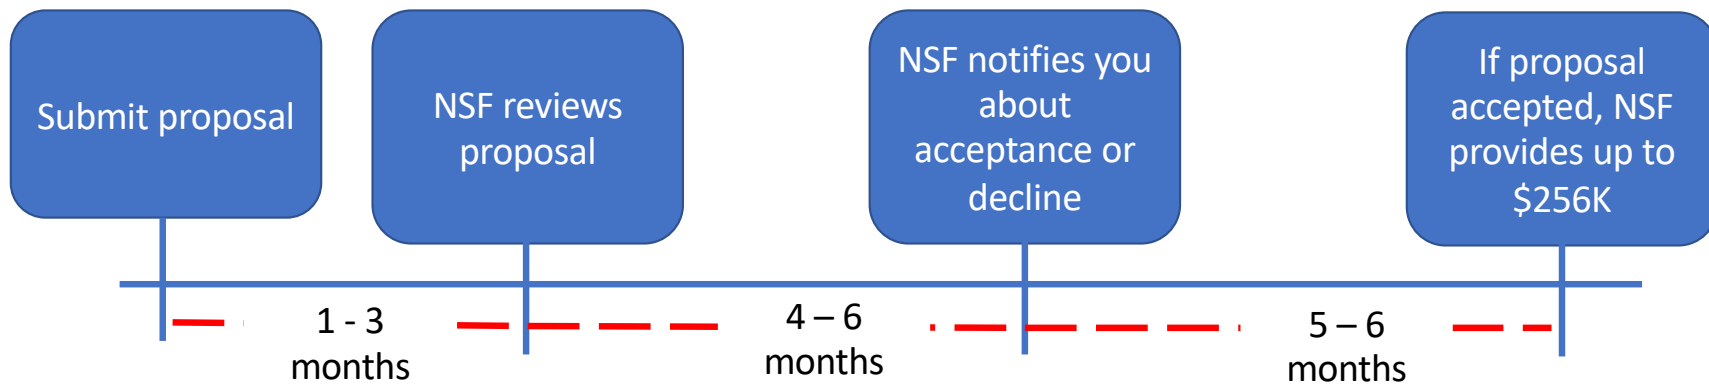 Submit proposal
NSF reviews
proposal
NSF notifies you
about
acceptance or
decline
If proposal
accepted, NSF
provides up to
$256K
1 - 3
months
4 – 6
months
5 – 6
months